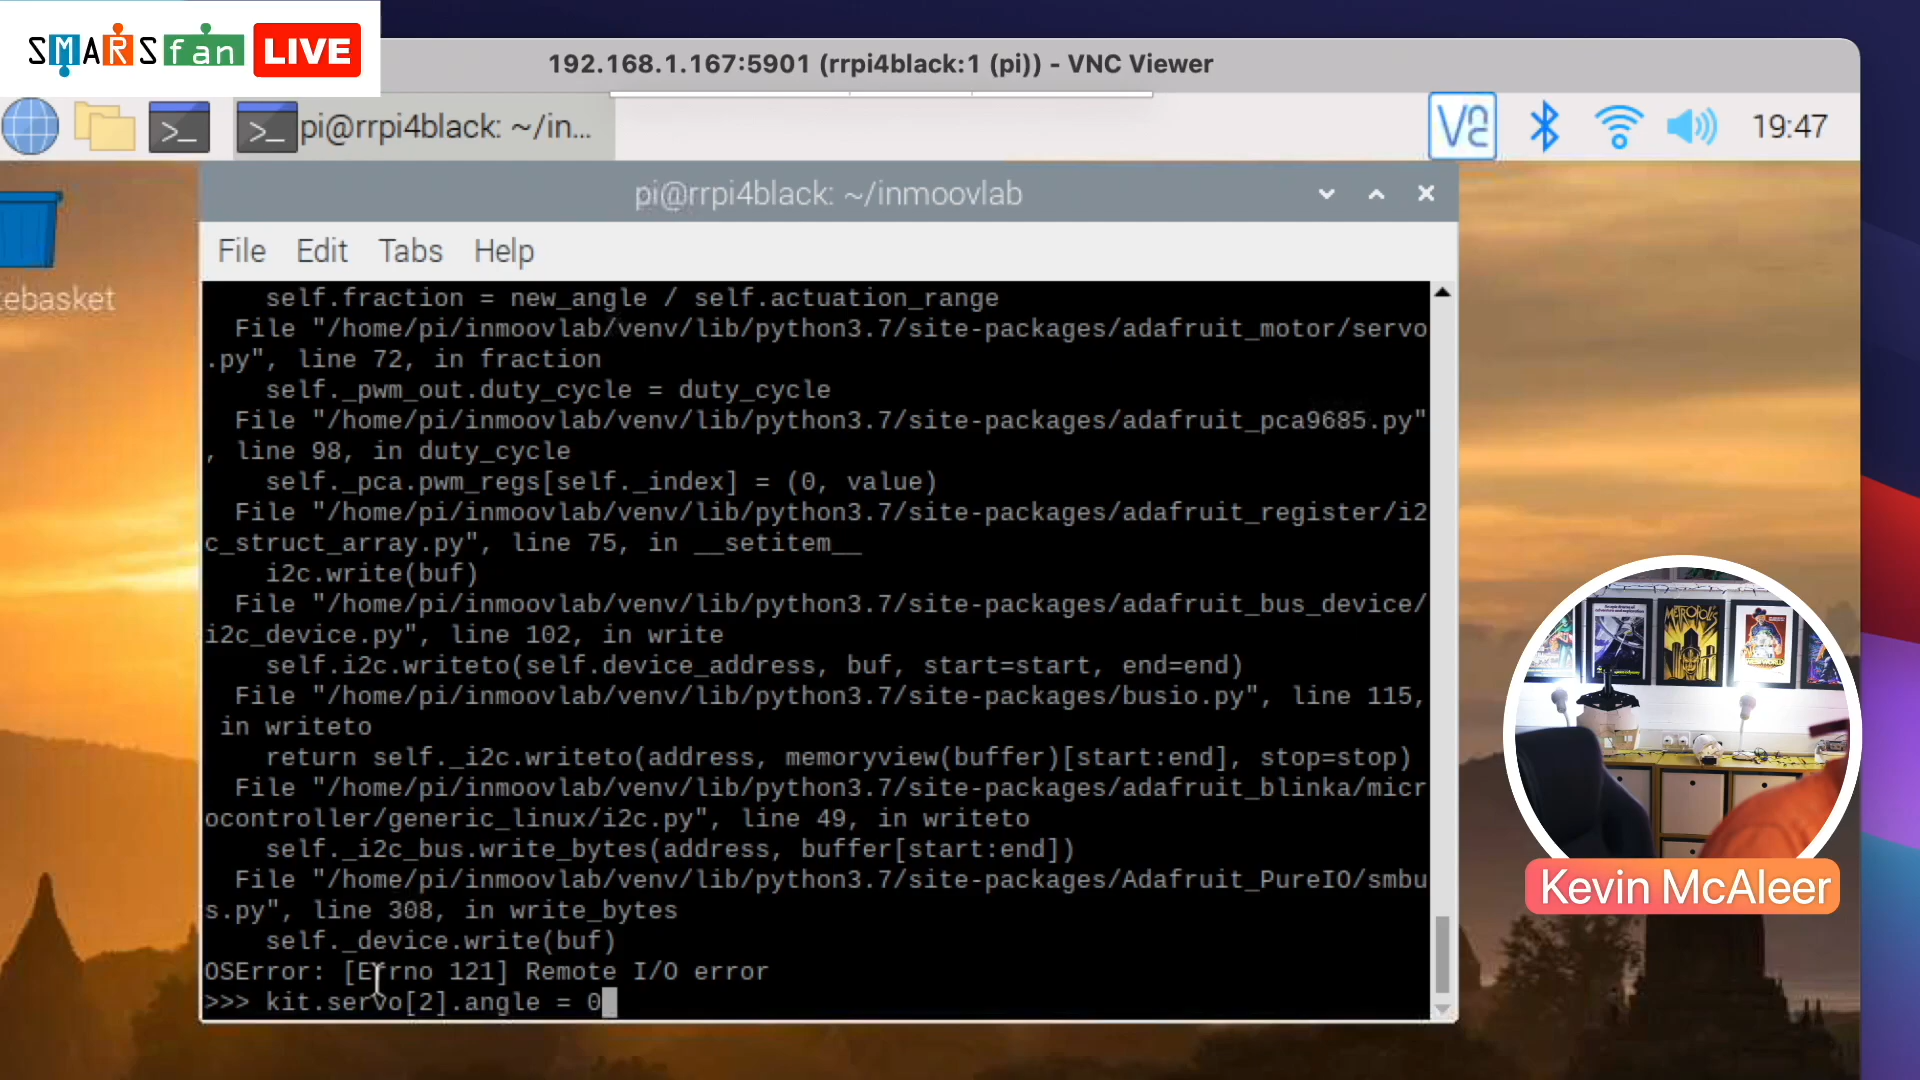 SMARS fan LIVE
192.168.1.167:5901 (rrpi4black:1 (pi)) - VNC Viewer
>_
>_ pi@rrpi4black: ~/in...
19:47
pi@rrpi4black: ~/inmoovlab
File Edit Tabs Help
ebasket
    self.fraction = new_angle / self.actuation_range
  File "/home/pi/inmoovlab/venv/lib/python3.7/site-packages/adafruit_motor/servo
.py", line 72, in fraction
    self._pwm_out.duty_cycle = duty_cycle
  File "/home/pi/inmoovlab/venv/lib/python3.7/site-packages/adafruit_pca9685.py"
, line 98, in duty_cycle
    self._pca.pwm_regs[self._index] = (0, value)
  File "/home/pi/inmoovlab/venv/lib/python3.7/site-packages/adafruit_register/i2
c_struct_array.py", line 75, in __setitem__
    i2c.write(buf)
  File "/home/pi/inmoovlab/venv/lib/python3.7/site-packages/adafruit_bus_device/
i2c_device.py", line 102, in write
    self.i2c.writeto(self.device_address, buf, start=start, end=end)
  File "/home/pi/inmoovlab/venv/lib/python3.7/site-packages/busio.py", line 115,
 in writeto
    return self._i2c.writeto(address, memoryview(buffer)[start:end], stop=stop)
  File "/home/pi/inmoovlab/venv/lib/python3.7/site-packages/adafruit_blinka/micr
ocontroller/generic_linux/i2c.py", line 49, in writeto
    self._i2c_bus.write_bytes(address, buffer[start:end])
  File "/home/pi/inmoovlab/venv/lib/python3.7/site-packages/Adafruit_PureIO/smbu
s.py", line 308, in write_bytes
    self._device.write(buf)
OSError: [Errno 121] Remote I/O error
>>> kit.servo[2].angle = 0
METROPOLIS
Kevin McAleer